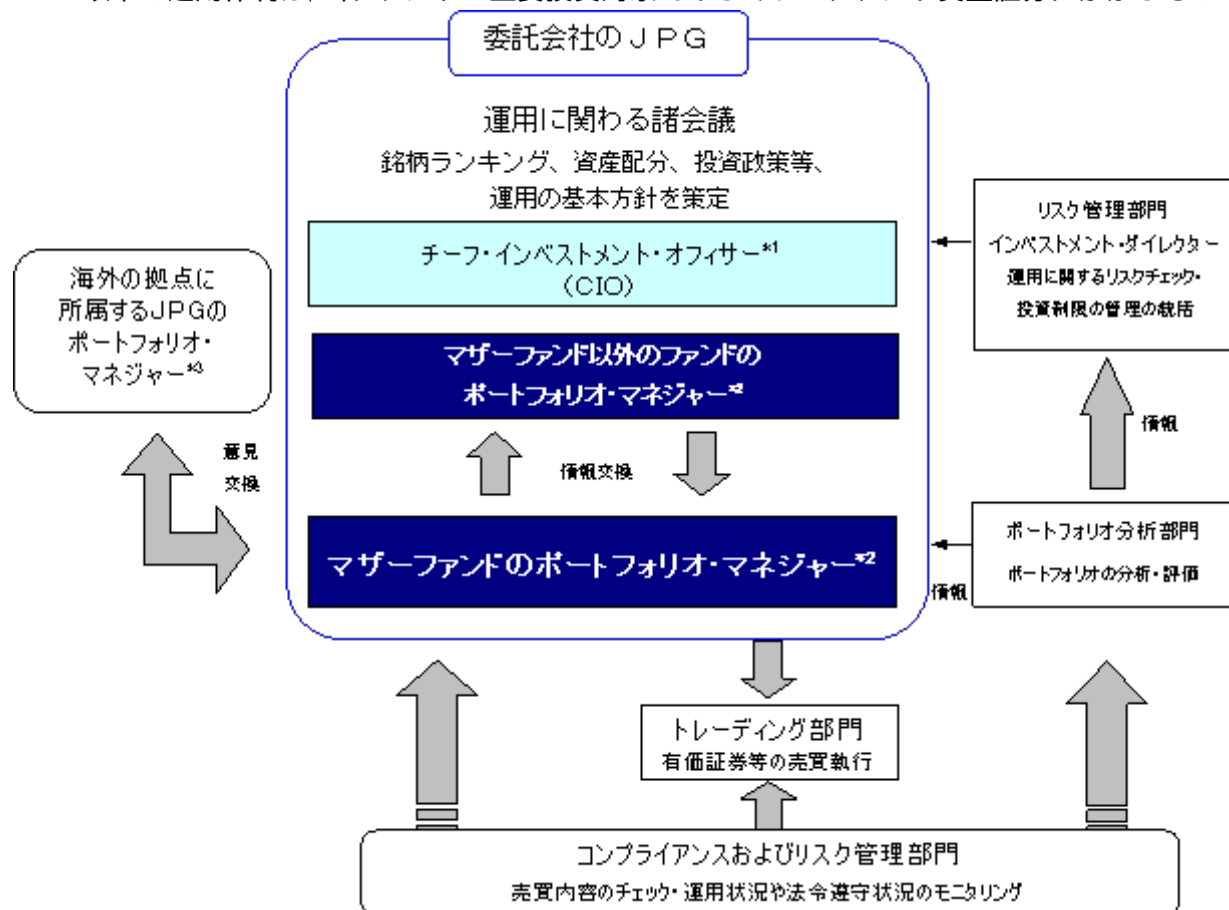 委託会社のJPG
運用に関わる諸会議
銘柄ランキング、資産配分、投資政策等、
運用の基本方針を策定
チーフ・インベストメント・オフィサー*1
(CIO)
マザーファンド以外のファンドの
ポートフォリオ・マネジャー*2
情報交換
マザーファンドのポートフォリオ・マネジャー*2
海外の拠点に
所属するJPGの
ポートフォリオ・
マネジャー*3
意見
交換
リスク管理部門
インベストメント・ダイレクター
運用に関するリスクチェック・
投資制限の管理の統括
情報
ポートフォリオ分析部門
ポートフォリオの分析・評価
情報
トレーディング部門
有価証券等の売買執行
コンプライアンスおよびリスク管理部門
売買内容のチェック・運用状況や法令遵守状況のモニタリング